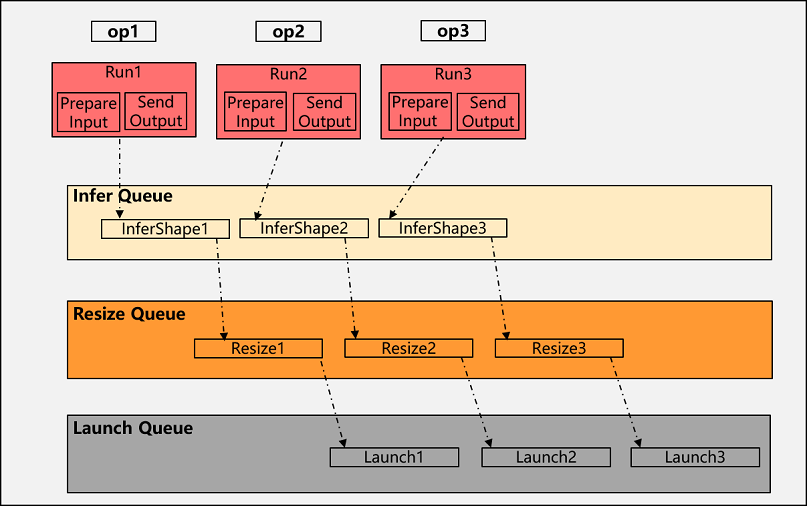 op1
op2
op3
Run1
Prepare
Input
Send
Output
Run2
Prepare
Input
Send
Output
Run3
Prepare
Input
Send
Output
Infer Queue
InferShape1
InferShape2
InferShape3
Resize Queue
Resize1
Resize2
Resize3
Launch Queue
Launch1
Launch2
Launch3